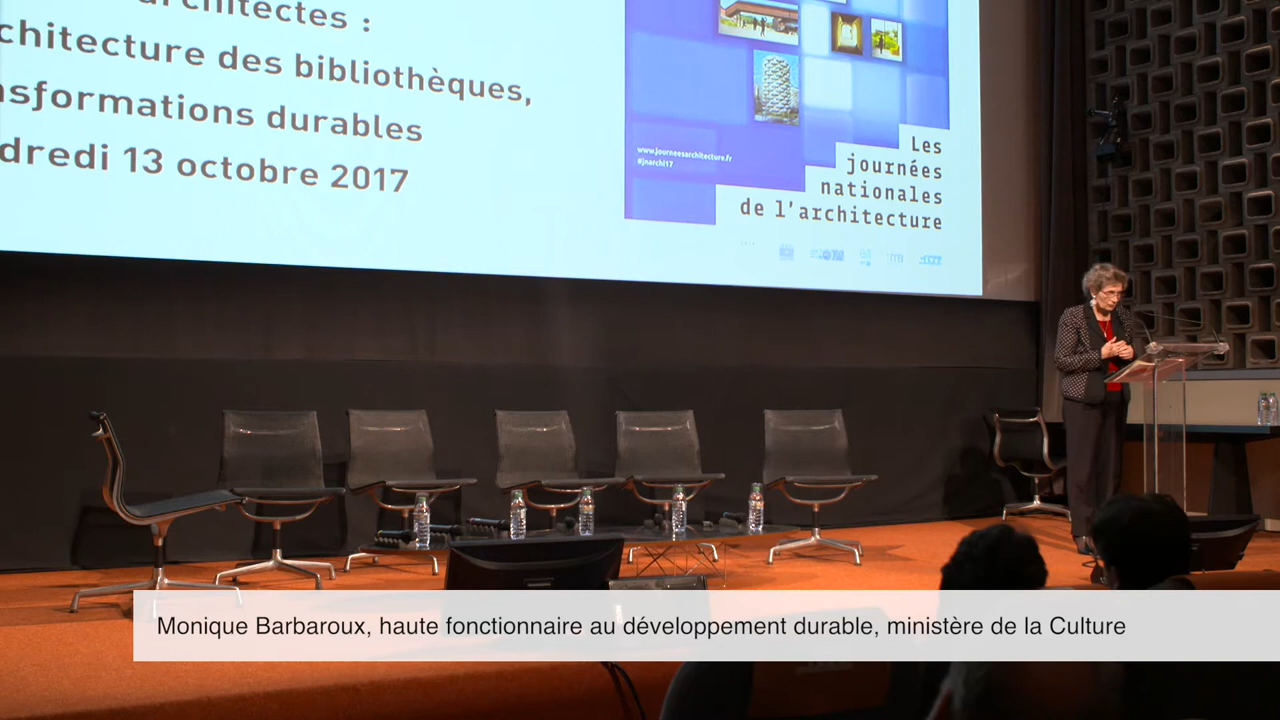 architectes :
chitecture des bibliothèques,
nsformations durables
dredi 13 octobre 2017
www.journeesarchitecture.fr
#jnarchi17
Les
journées
nationales
de l'architecture
Monique Barbaroux, haute fonctionnaire au développement durable, ministère de la Culture